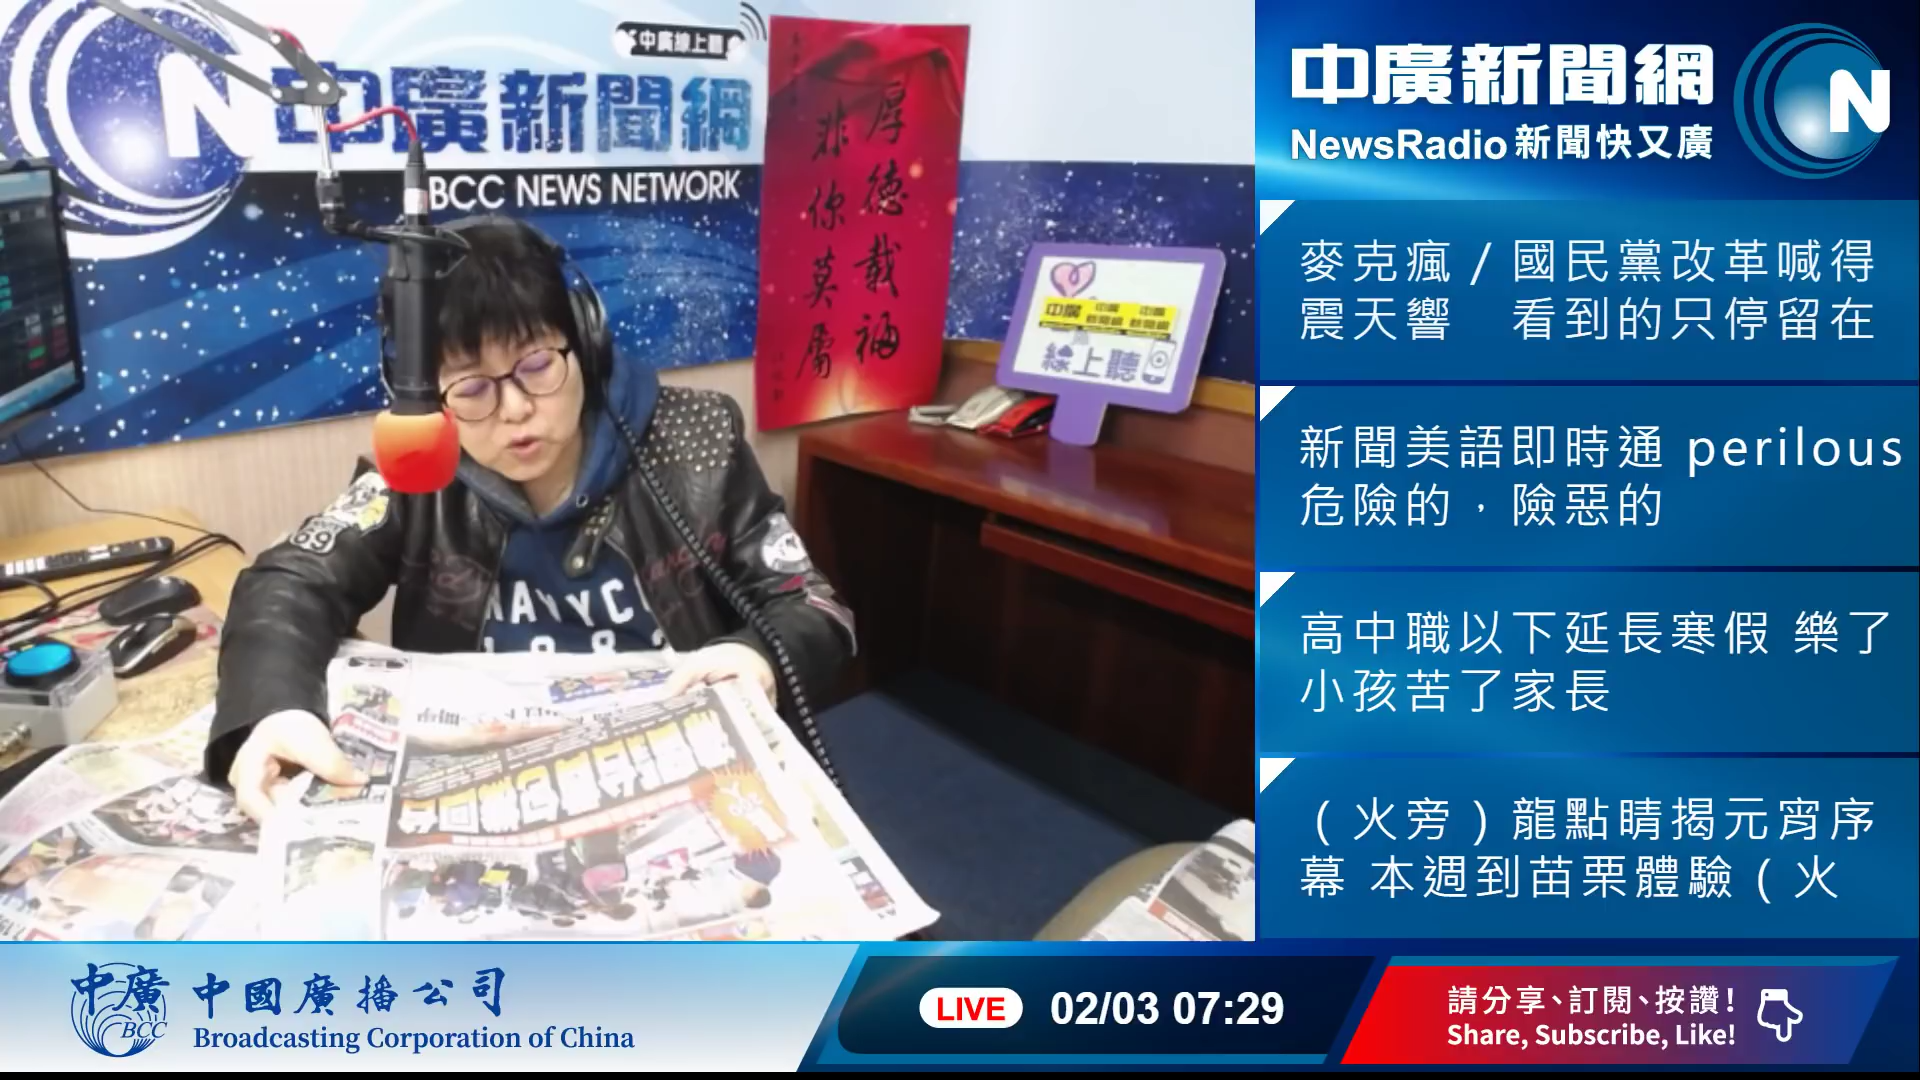 中廣線上聽
中廣新聞網
BCC NEWS NETWORK
厚德載福
非你莫屬
中廣
線上聽
69
NAVYC
1982
中廣新聞網
N
NewsRadio 新聞快又廣
麥克瘋/國民黨改革喊得
震天響 看到的只停留在
新聞美語即時通 perilous
危險的，險惡的
高中職以下延長寒假 樂了
小孩苦了家長
(火旁)龍點睛揭元宵序
幕 本週到苗栗體驗(火
中廣
BCC
中國廣播公司
Broadcasting Corporation of China
LIVE 02/03 07:29
請分享、訂閱、按讚!
Share, Subscribe, Like!